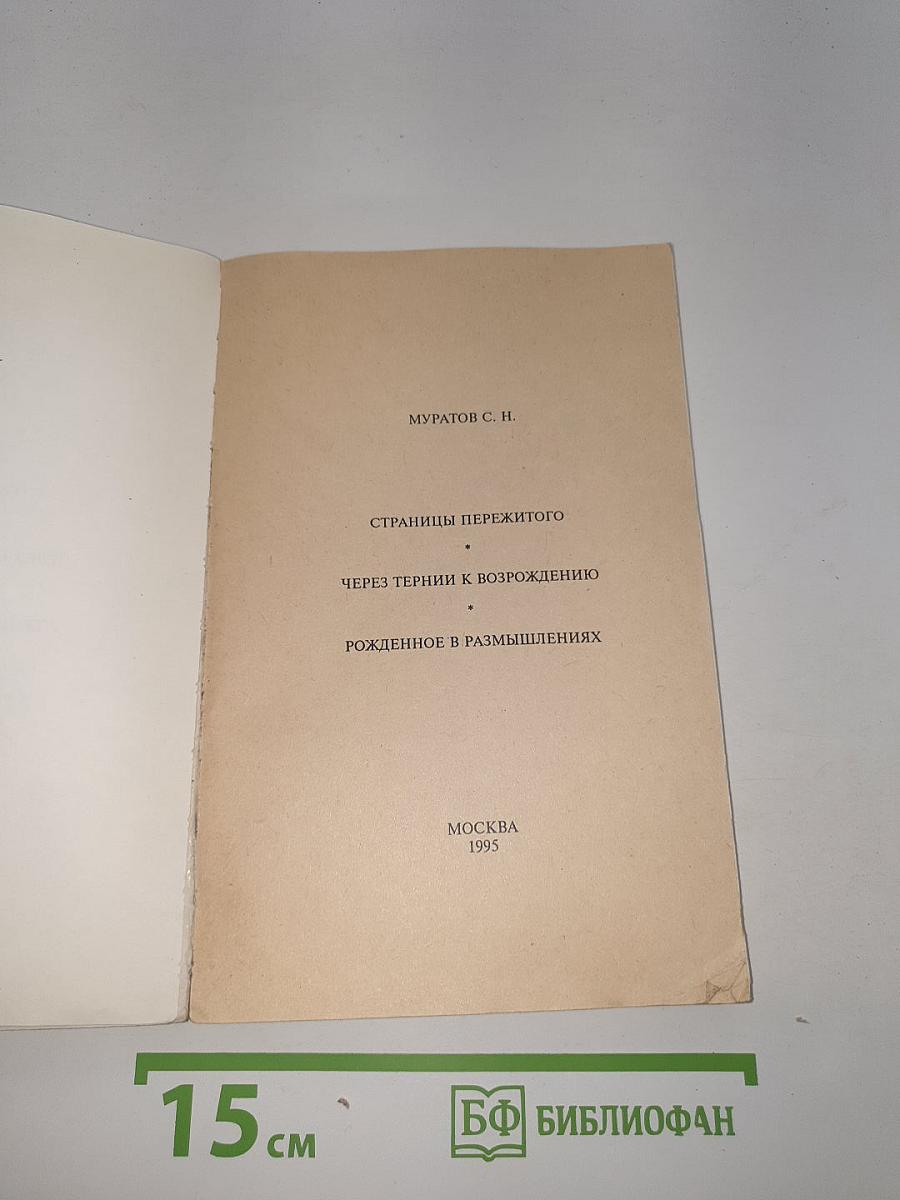 МУРАТОВ С. Н.
СТРАНИЦЫ ПЕРЕЖИТОГО
*
ЧЕРЕЗ ТЕРНИИ К ВОЗРОЖДЕНИЮ
*
РОЖДЕННОЕ В РАЗМЫШЛЕНИЯХ
МОСКВА
1995
15 см
БФ БИБЛИОФАН